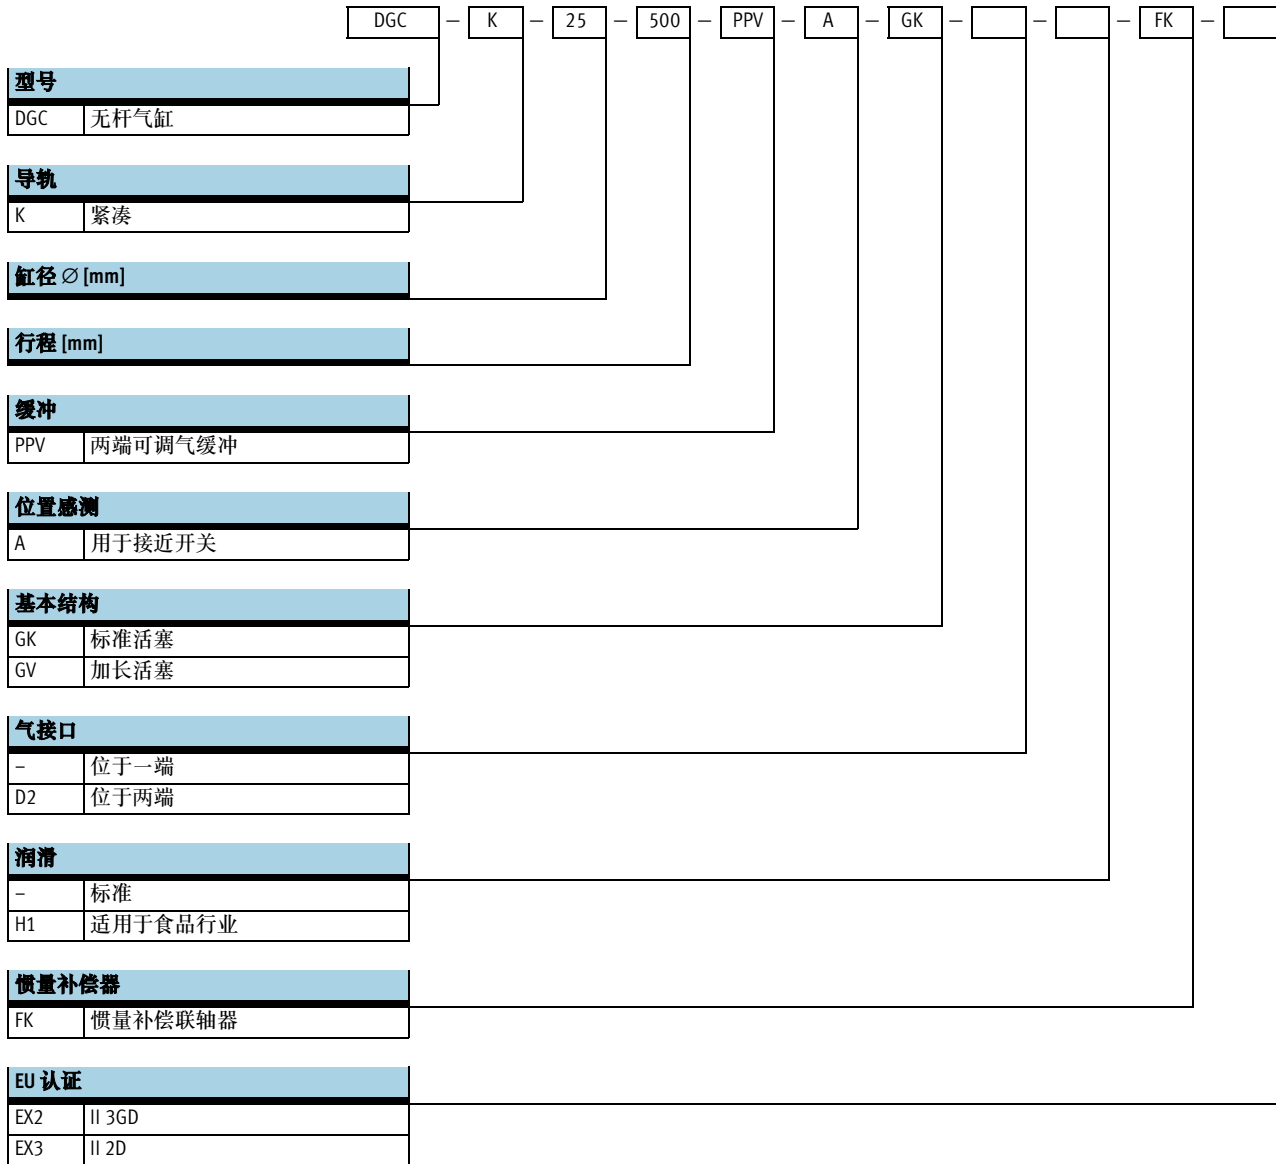 DGC – K – 25 – 500 – PPV – A – GK – – – FK –
型号
DGC 无杆气缸
导轨
K 紧凑
缸径 ∅ [mm]
行程 [mm]
缓冲
PPV 两端可调气缓冲
位置感测
A 用于接近开关
基本结构
GK 标准活塞
GV 加长活塞
气接口
– 位于一端
D2 位于两端
润滑
– 标准
H1 适用于食品行业
惯量补偿器
FK 惯量补偿联轴器
EU 认证
EX2 II 3GD
EX3 II 2D